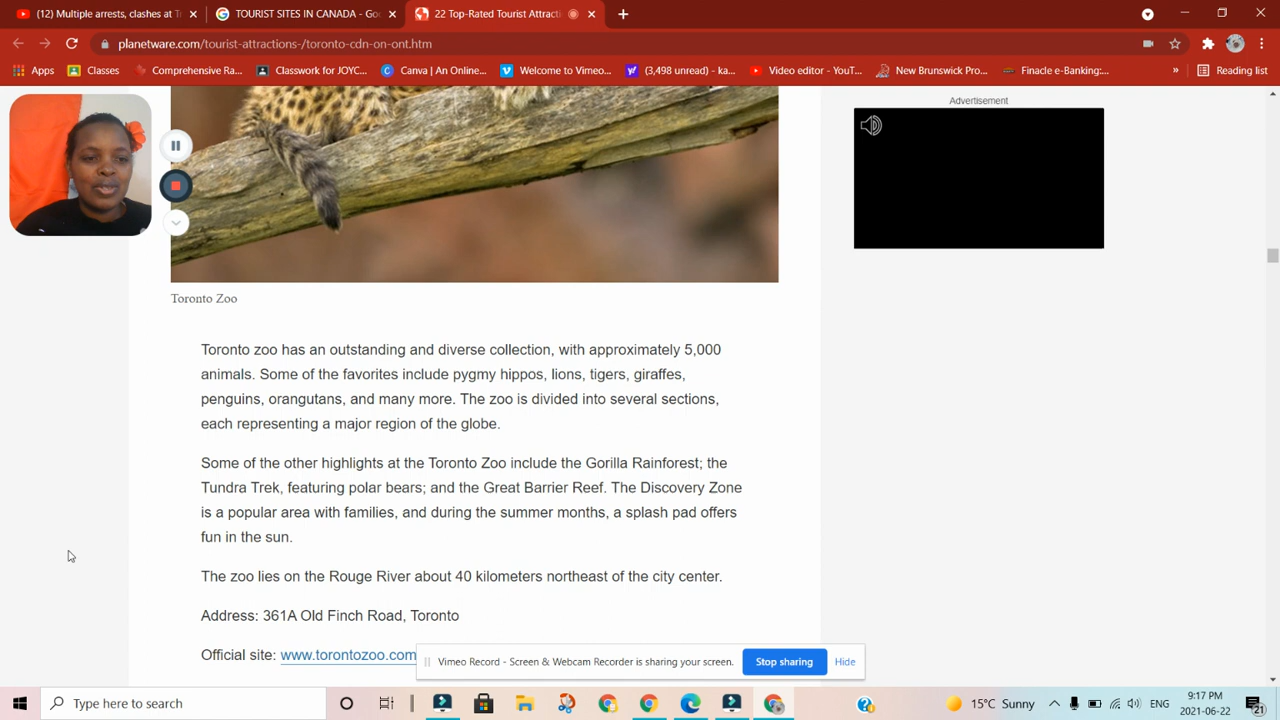 (12) Multiple arrests, clashes at T
TOURIST SITES IN CANADA - Goo
22 Top-Rated Tourist Attracti
planetware.com/tourist-attractions-/toronto-cdn-on-ont.htm
Apps
Classes
Comprehensive Ra...
Classwork for JOYC...
Canva | An Online...
Welcome to Vimeo...
(3,498 unread) - ka...
Video editor - YouT...
New Brunswick Pro...
Finacle e-Banking:...
»
Reading list
Advertisement
Toronto Zoo
Toronto zoo has an outstanding and diverse collection, with approximately 5,000
animals. Some of the favorites include pygmy hippos, lions, tigers, giraffes,
penguins, orangutans, and many more. The zoo is divided into several sections,
each representing a major region of the globe.
Some of the other highlights at the Toronto Zoo include the Gorilla Rainforest; the
Tundra Trek, featuring polar bears; and the Great Barrier Reef. The Discovery Zone
is a popular area with families, and during the summer months, a splash pad offers
fun in the sun.
The zoo lies on the Rouge River about 40 kilometers northeast of the city center.
Address: 361A Old Finch Road, Toronto
Official site: www.torontozoo.com
Vimeo Record - Screen & Webcam Recorder is sharing your screen.
Stop sharing
Hide
Type here to search
15°C Sunny
ENG
9:17 PM
2021-06-22
21